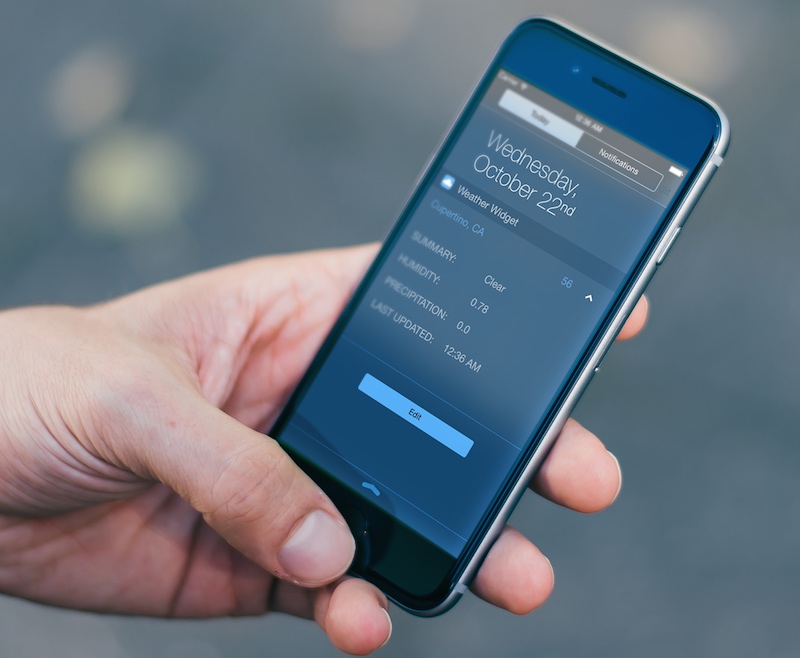 12:36 AM
Today Notifications
Wednesday,
October 22nd
Weather Widget
Cupertino, CA 56
SUMMARY: Clear
HUMIDITY: 0.78
PRECIPITATION: 0.0
LAST UPDATED: 12:36 AM
Edit